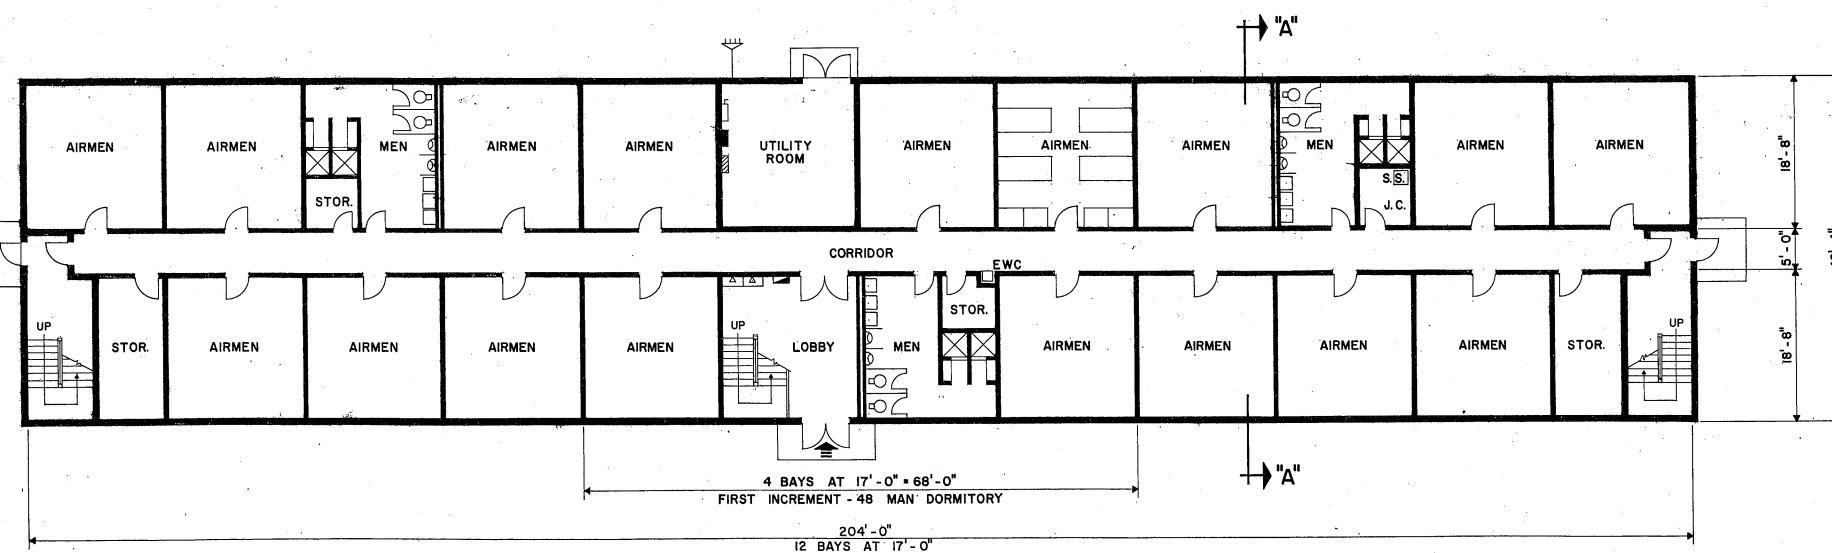 "A"
AIRMEN
AIRMEN
MEN
AIRMEN
AIRMEN
UTILITY
ROOM
AIRMEN
AIRMEN
AIRMEN
MEN
AIRMEN
AIRMEN
18'-8"
STOR.
S.S.
J.C.
CORRIDOR
EWC
5'-0"
UP
STOR.
AIRMEN
AIRMEN
AIRMEN
AIRMEN
UP
LOBBY
MEN
STOR.
AIRMEN
AIRMEN
AIRMEN
AIRMEN
STOR.
UP
18'-8"
"A"
4 BAYS AT 17'-0" = 68'-0"
FIRST INCREMENT - 48 MAN DORMITORY
204'-0"
12 BAYS AT 17'-0"